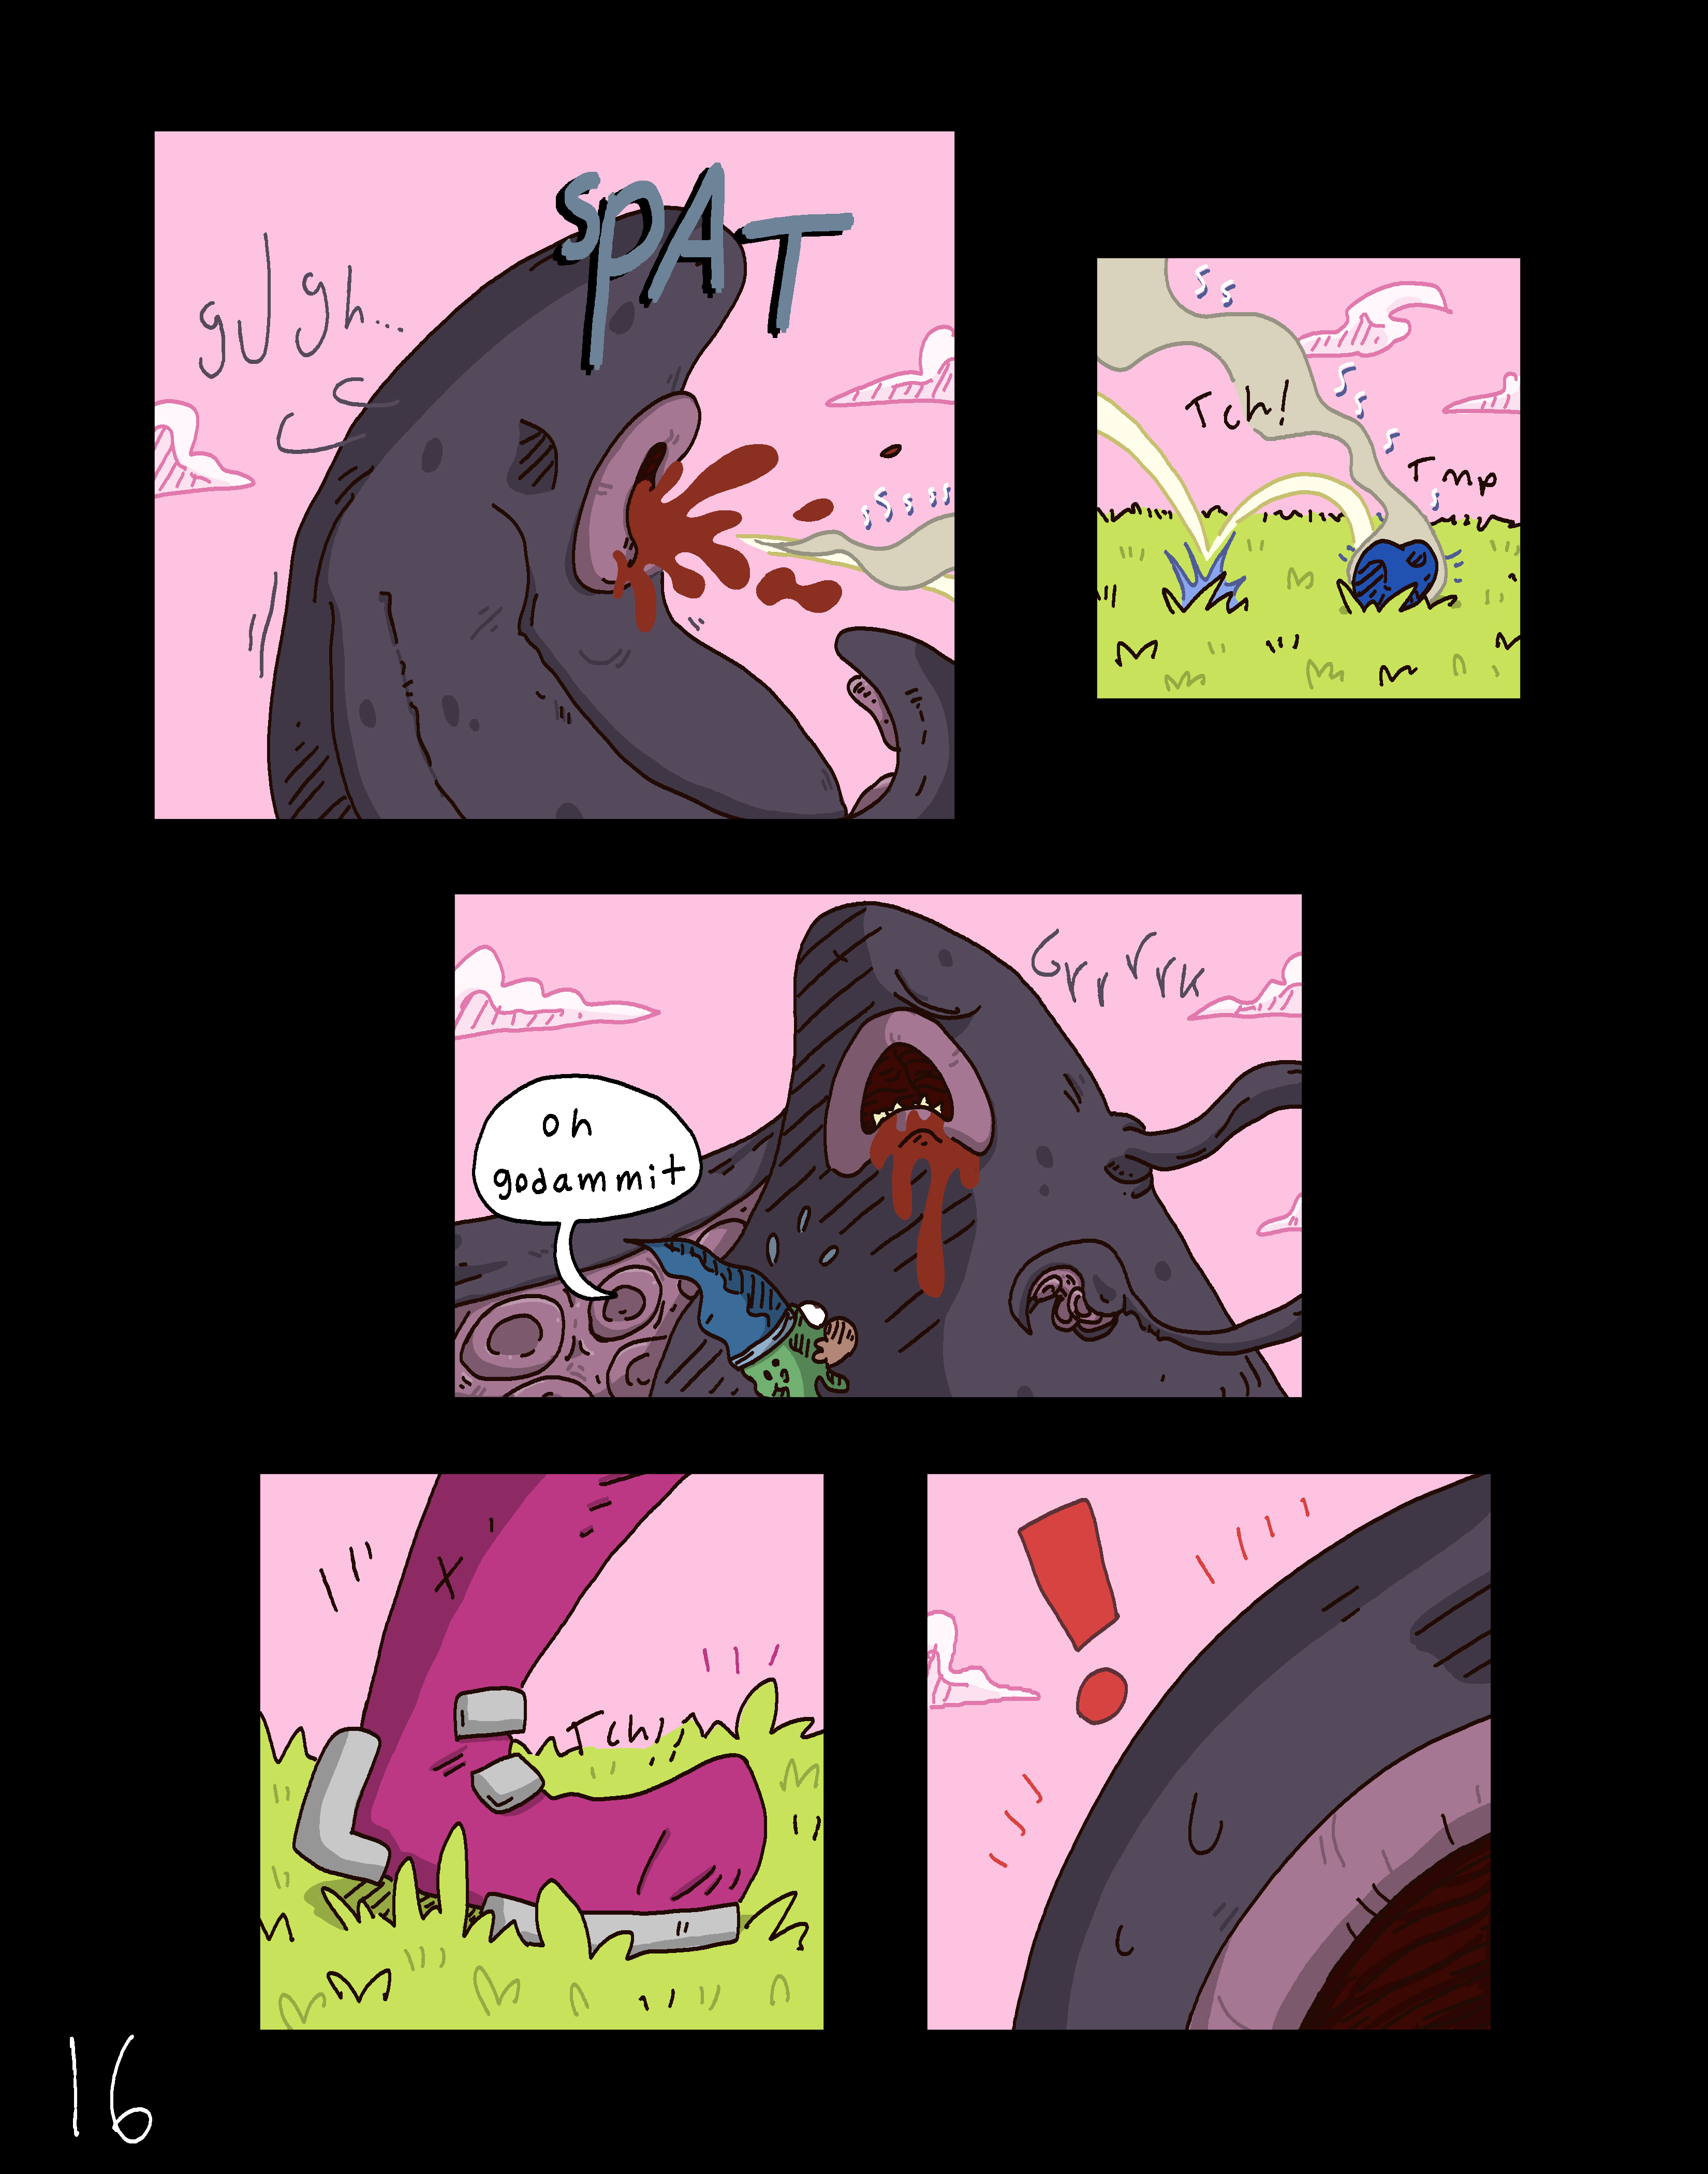 SPAT
gUgh...
s s s s s
s s
s
s
s
s
Tch!
Tmp
Grrrrk
oh
godammit
Tch!
!
16